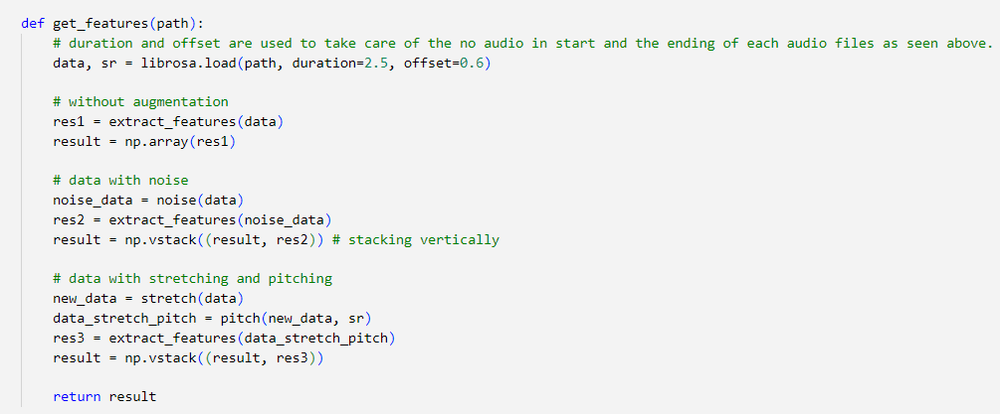 def get_features(path):
    # duration and offset are used to take care of the no audio in start and the ending of each audio files as seen above.
    data, sr = librosa.load(path, duration=2.5, offset=0.6)

    # without augmentation
    res1 = extract_features(data)
    result = np.array(res1)

    # data with noise
    noise_data = noise(data)
    res2 = extract_features(noise_data)
    result = np.vstack((result, res2)) # stacking vertically

    # data with stretching and pitching
    new_data = stretch(data)
    data_stretch_pitch = pitch(new_data, sr)
    res3 = extract_features(data_stretch_pitch)
    result = np.vstack((result, res3))

    return result